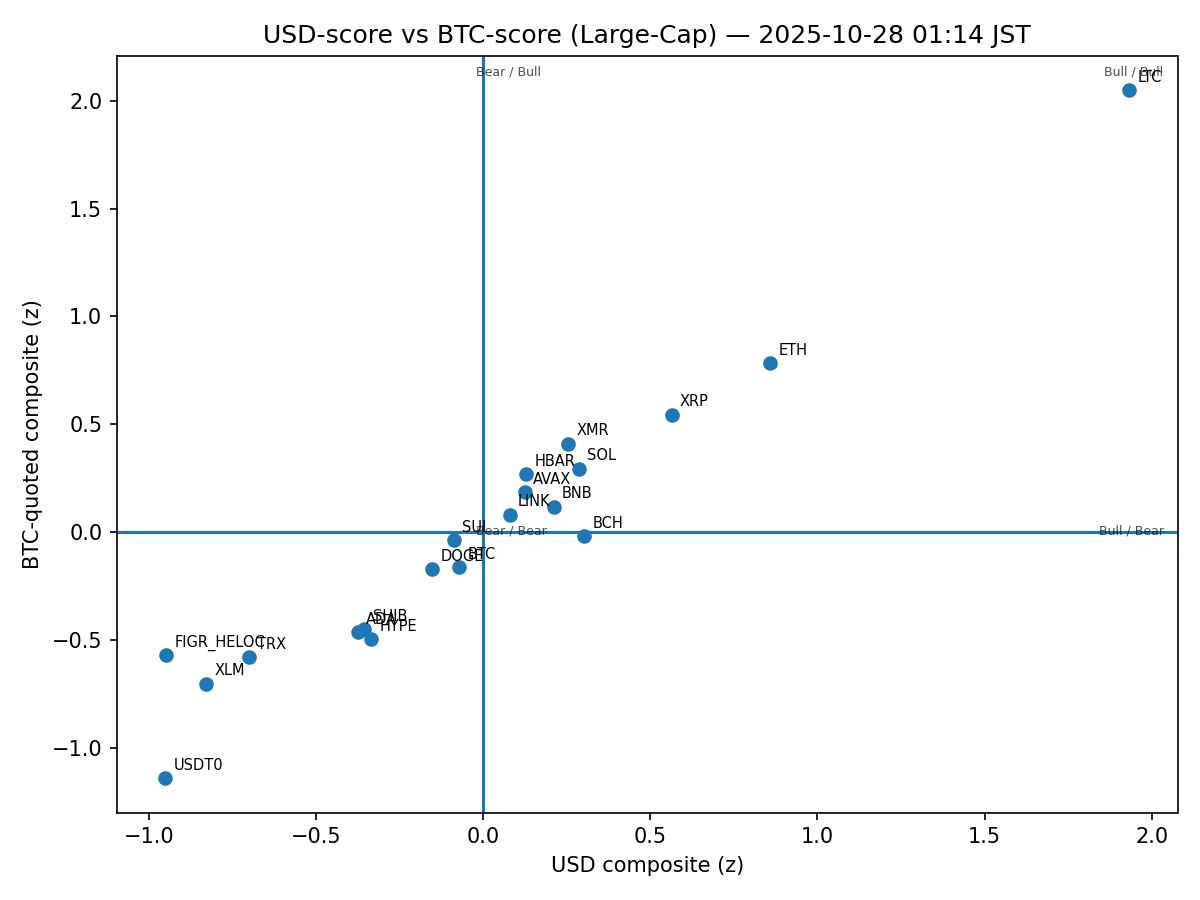 USD-score vs BTC-score (Large-Cap) — 2025-10-28 01:14 JST
Bear / Bull
Bull / Bull
LTC
2.0
1.5
1.0
ETH
XRP
0.5
XMR
SOL
HBAR
AVAX
BNB
LINK
BCH
SUI
0.0
Bear / Bear
Bull / Bear
BTC
DOGE
SHIB
ADA
HYPE
−0.5
FIGR_HELOC
TRX
XLM
−1.0
USDT0
BTC-quoted composite (z)
−1.0
−0.5
0.0
0.5
1.0
1.5
2.0
USD composite (z)